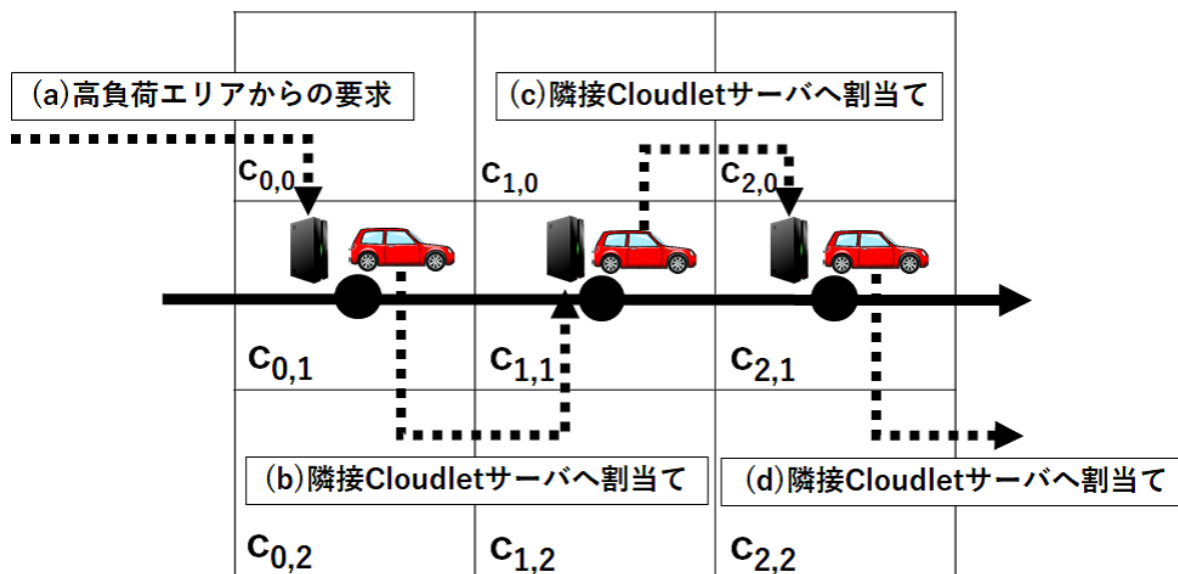 (a)高負荷エリアからの要求
(c)隣接Cloudletサーバへ割当て
C0,0
C1,0
C2,0
C0,1
C1,1
C2,1
(b)隣接Cloudletサーバへ割当て
(d)隣接Cloudletサーバへ割当て
C0,2
C1,2
C2,2